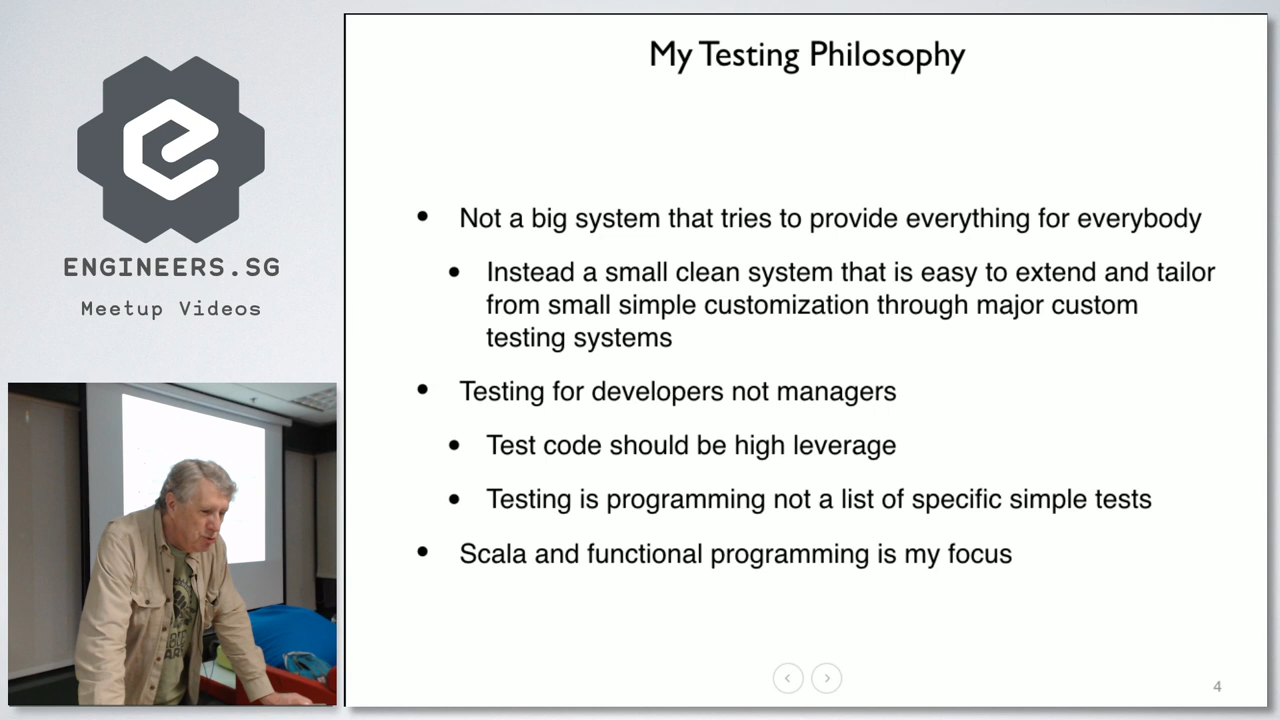 ENGINEERS.SG
Meetup Videos
My Testing Philosophy
• Not a big system that tries to provide everything for everybody
• Instead a small clean system that is easy to extend and tailor
from small simple customization through major custom
testing systems
• Testing for developers not managers
• Test code should be high leverage
• Testing is programming not a list of specific simple tests
• Scala and functional programming is my focus
4